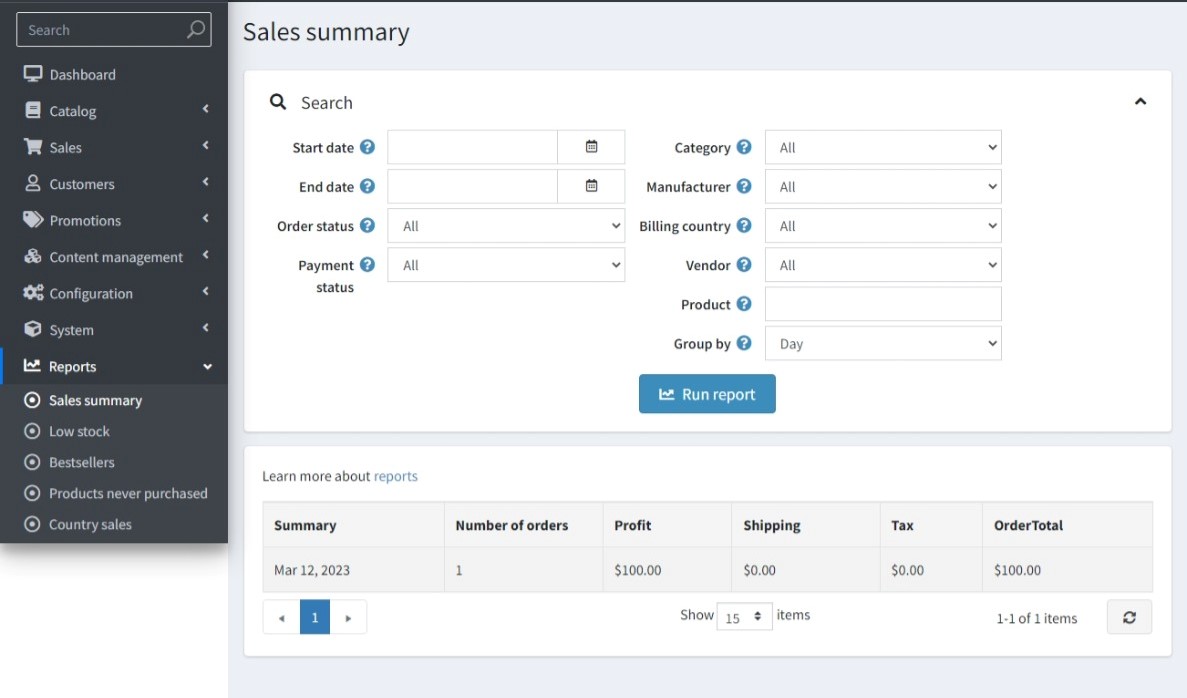 Search
Dashboard
Catalog
Sales
Customers
Promotions
Content management
Configuration
System
Reports
Sales summary
Low stock
Bestsellers
Products never purchased
Country sales
Sales summary
Search
Start date
End date
Order status All
Payment status All
Category All
Manufacturer All
Billing country All
Vendor All
Product
Group by Day
Run report
Learn more about reports
Summary Number of orders Profit Shipping Tax OrderTotal
Mar 12, 2023 1 $100.00 $0.00 $0.00 $100.00
1 Show 15 items 1-1 of 1 items